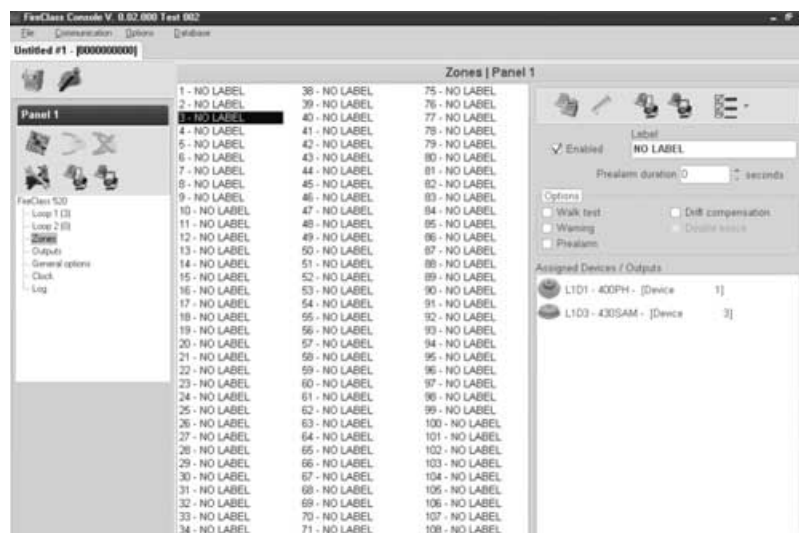 FireClass Console V. 0.02.000 Test 002
File Communication Options Database
Untitled #1 - [0000000000]
Panel 1
FireClass 520
Loop 1 (3)
Loop 2 (0)
Zones
Outputs
General options
Clock
Log
Zones | Panel 1
1 - NO LABEL
2 - NO LABEL
3 - NO LABEL
4 - NO LABEL
5 - NO LABEL
6 - NO LABEL
7 - NO LABEL
8 - NO LABEL
9 - NO LABEL
10 - NO LABEL
11 - NO LABEL
12 - NO LABEL
13 - NO LABEL
14 - NO LABEL
15 - NO LABEL
16 - NO LABEL
17 - NO LABEL
18 - NO LABEL
19 - NO LABEL
20 - NO LABEL
21 - NO LABEL
22 - NO LABEL
23 - NO LABEL
24 - NO LABEL
25 - NO LABEL
26 - NO LABEL
27 - NO LABEL
28 - NO LABEL
29 - NO LABEL
30 - NO LABEL
31 - NO LABEL
32 - NO LABEL
33 - NO LABEL
34 - NO LABEL
38 - NO LABEL
39 - NO LABEL
40 - NO LABEL
41 - NO LABEL
42 - NO LABEL
43 - NO LABEL
44 - NO LABEL
45 - NO LABEL
46 - NO LABEL
47 - NO LABEL
48 - NO LABEL
49 - NO LABEL
50 - NO LABEL
51 - NO LABEL
52 - NO LABEL
53 - NO LABEL
54 - NO LABEL
55 - NO LABEL
56 - NO LABEL
57 - NO LABEL
58 - NO LABEL
59 - NO LABEL
60 - NO LABEL
61 - NO LABEL
62 - NO LABEL
63 - NO LABEL
64 - NO LABEL
65 - NO LABEL
66 - NO LABEL
67 - NO LABEL
68 - NO LABEL
69 - NO LABEL
70 - NO LABEL
71 - NO LABEL
75 - NO LABEL
76 - NO LABEL
77 - NO LABEL
78 - NO LABEL
79 - NO LABEL
80 - NO LABEL
81 - NO LABEL
82 - NO LABEL
83 - NO LABEL
84 - NO LABEL
85 - NO LABEL
86 - NO LABEL
87 - NO LABEL
88 - NO LABEL
89 - NO LABEL
90 - NO LABEL
91 - NO LABEL
92 - NO LABEL
93 - NO LABEL
94 - NO LABEL
95 - NO LABEL
96 - NO LABEL
97 - NO LABEL
98 - NO LABEL
99 - NO LABEL
100 - NO LABEL
101 - NO LABEL
102 - NO LABEL
103 - NO LABEL
104 - NO LABEL
105 - NO LABEL
106 - NO LABEL
107 - NO LABEL
108 - NO LABEL
Label
Enabled NO LABEL
Prealarm duration 0 seconds
Options
Walk test Drift compensation
Warning
Prealarm
Assigned Devices / Outputs
L1D1 - 400PH - [Device 1]
L1D3 - 430SAM - [Device 3]